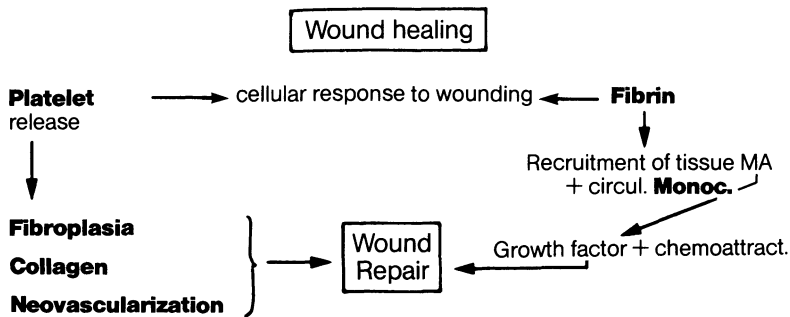 Wound healing
Platelet
release
cellular response to wounding
Fibrin
Recruitment of tissue MA
+ circul. Monoc.
Fibroplasia
Collagen
Neovascularization
Wound
Repair
Growth factor + chemoattract.